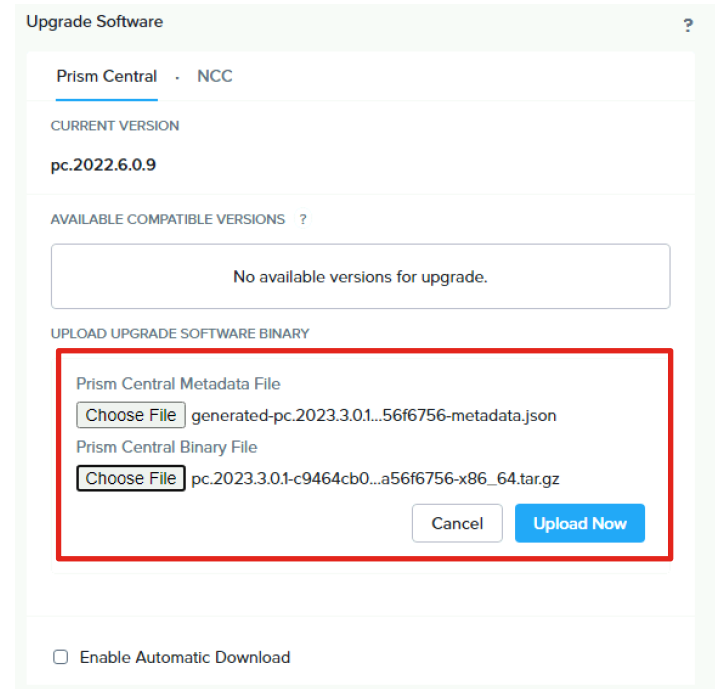 Upgrade Software ?
Prism Central · NCC
CURRENT VERSION
pc.2022.6.0.9
AVAILABLE COMPATIBLE VERSIONS ?
No available versions for upgrade.
UPLOAD UPGRADE SOFTWARE BINARY
Prism Central Metadata File
Choose File generated-pc.2023.3.0.1...56f6756-metadata.json
Prism Central Binary File
Choose File pc.2023.3.0.1-c9464cb0...a56f6756-x86_64.tar.gz
Cancel Upload Now
Enable Automatic Download